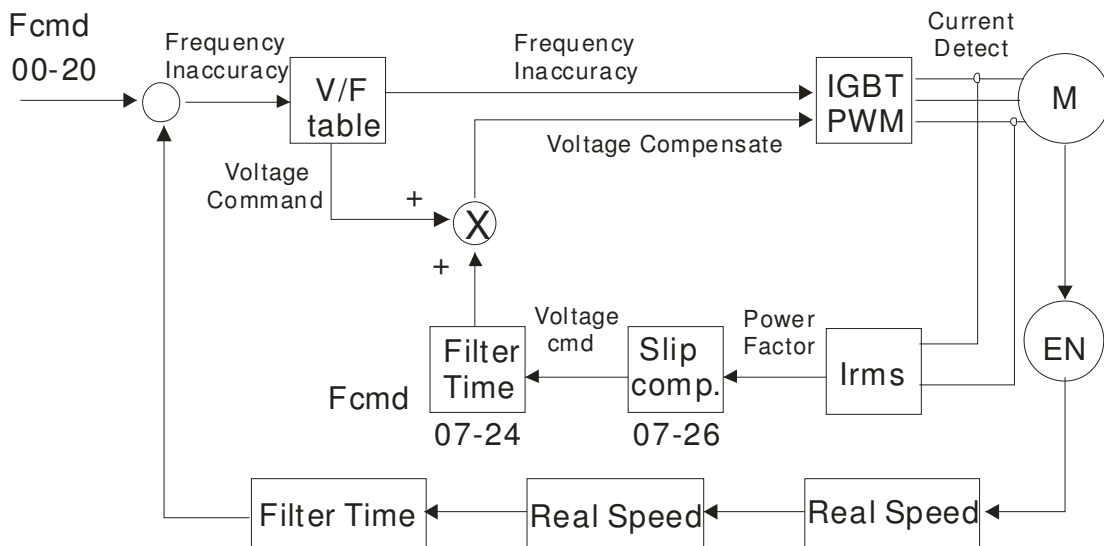 Fcmd
00-20
Frequency
Inaccuracy
V/F
table
Frequency
Inaccuracy
IGBT
PWM
Current
Detect
M
Voltage
Command
+
X
+
Voltage Compensate
Fcmd
Filter
Time
07-24
Voltage
cmd
Slip
comp.
07-26
Power
Factor
Irms
EN
Filter Time
Real Speed
Real Speed